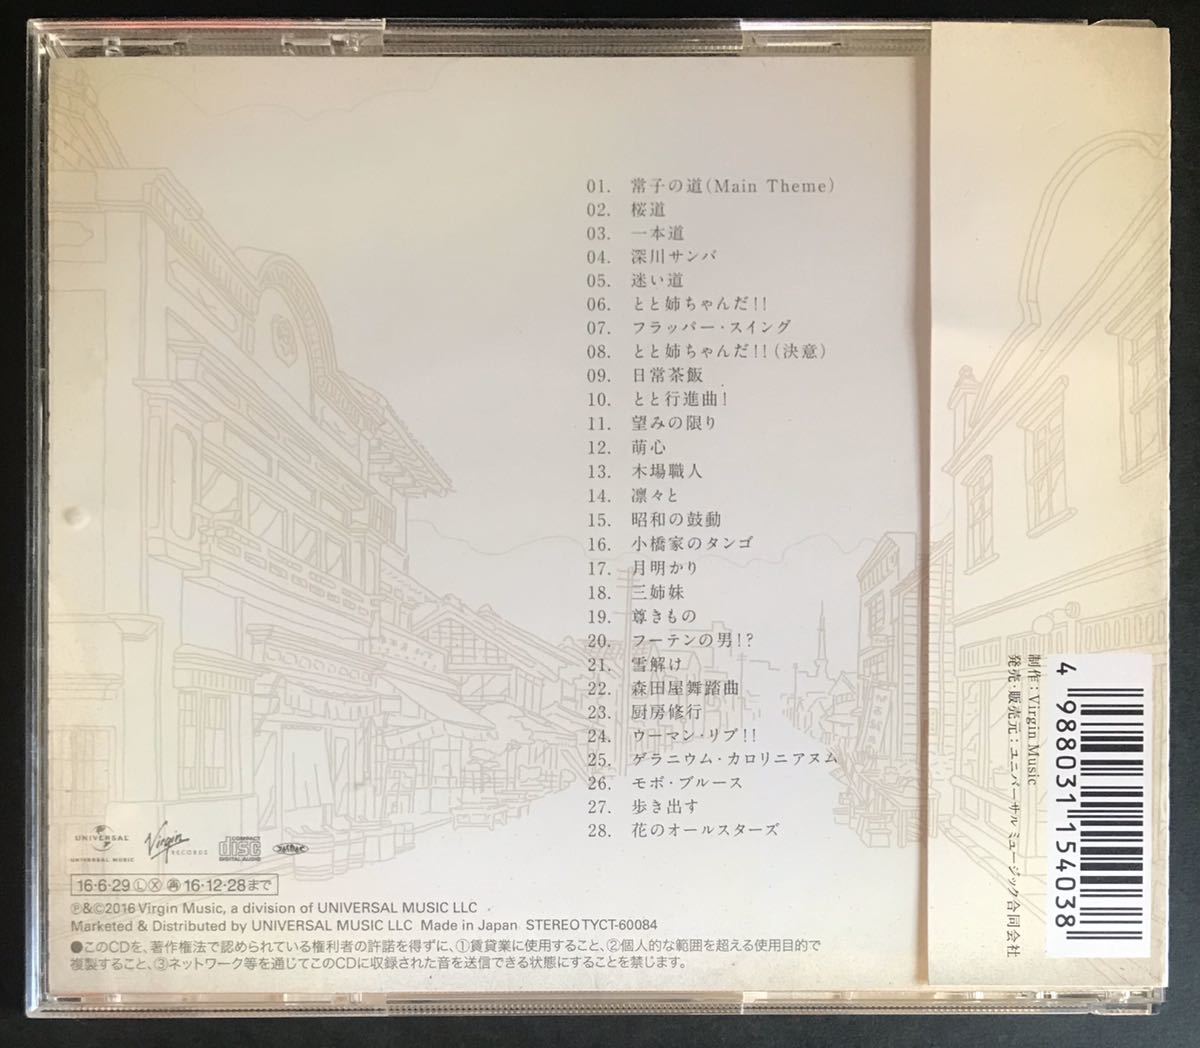 01. 常子の道(Main Theme)
02. 桜道
03. 一本道
04. 深川サンバ
05. 迷い道
06. とと姉ちゃんだ!!
07. フラッパー・スイング
08. とと姉ちゃんだ!!(決意)
09. 日常茶飯
10. とと行進曲!
11. 望みの限り
12. 萌心
13. 木場職人
14. 凛々と
15. 昭和の鼓動
16. 小橋家のタンゴ
17. 月明かり
18. 三姉妹
19. 尊きもの
20. フーテンの男!?
21. 雪解け
22. 森田屋舞踏曲
23. 厨房修行
24. ウーマン・リブ!!
25. ゲラニウム・カロリニアヌム
26. モボ・ブルース
27. 歩き出す
28. 花のオールスターズ
UNIVERSAL
UNIVERSAL MUSIC
Virgin
RECORDS
COMPACT
disc
DIGITAL AUDIO
16·6·29 Ⓛ Ⓧ ㋐再 16·12·28まで
℗&©2016 Virgin Music, a division of UNIVERSAL MUSIC LLC
Marketed & Distributed by UNIVERSAL MUSIC LLC Made in Japan STEREO TYCT-60084
●このCDを、著作権法で認められている権利者の許諾を得ずに、①賃貸業に使用すること、②個人的な範囲を超える使用目的で
複製すること、③ネットワーク等を通じてこのCDに収録された音を送信できる状態にすることを禁じます。
制作：Virgin Music
発売・販売元：ユニバーサル ミュージック合同会社
4 988031 154038